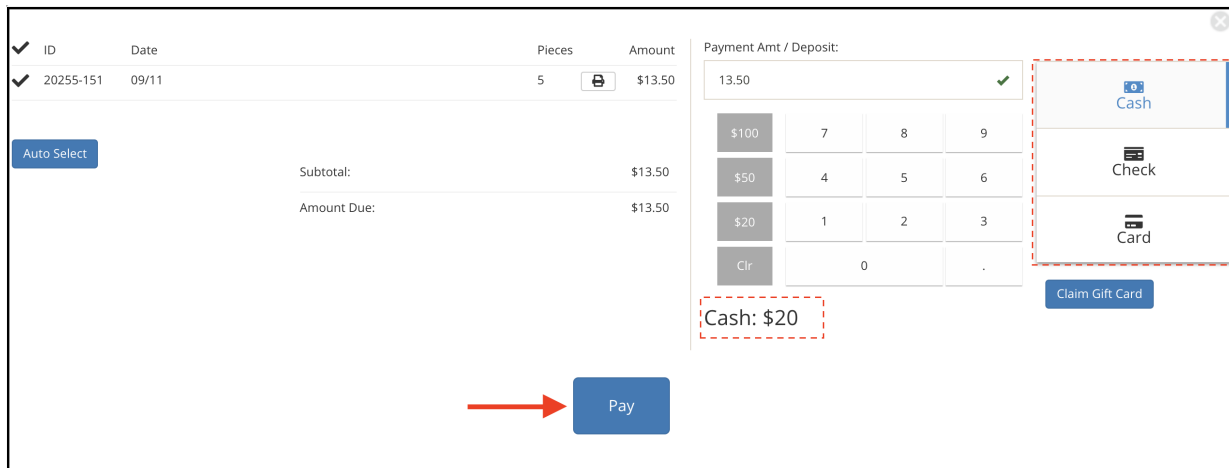 ID Date Pieces Amount
20255-151 09/11 5 $13.50
Auto Select
Subtotal: $13.50
Amount Due: $13.50
Payment Amt / Deposit:
13.50
$100 7 8 9
$50 4 5 6
$20 1 2 3
Clr 0 .
Cash: $20
Cash
Check
Card
Claim Gift Card
Pay